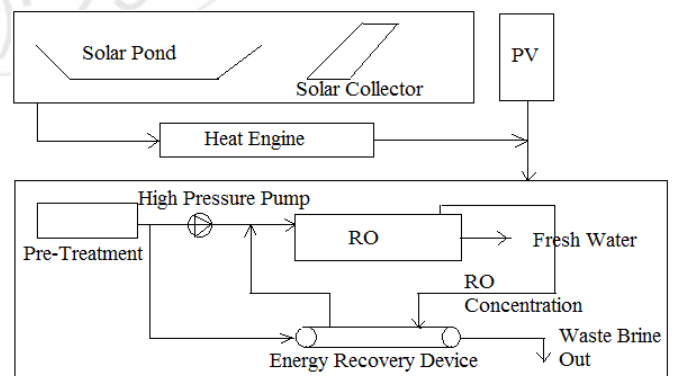 Solar Pond
Solar Collector
PV
Heat Engine
High Pressure Pump
Pre-Treatment
RO
Fresh Water
RO
Concentration
Energy Recovery Device
Waste Brine
Out